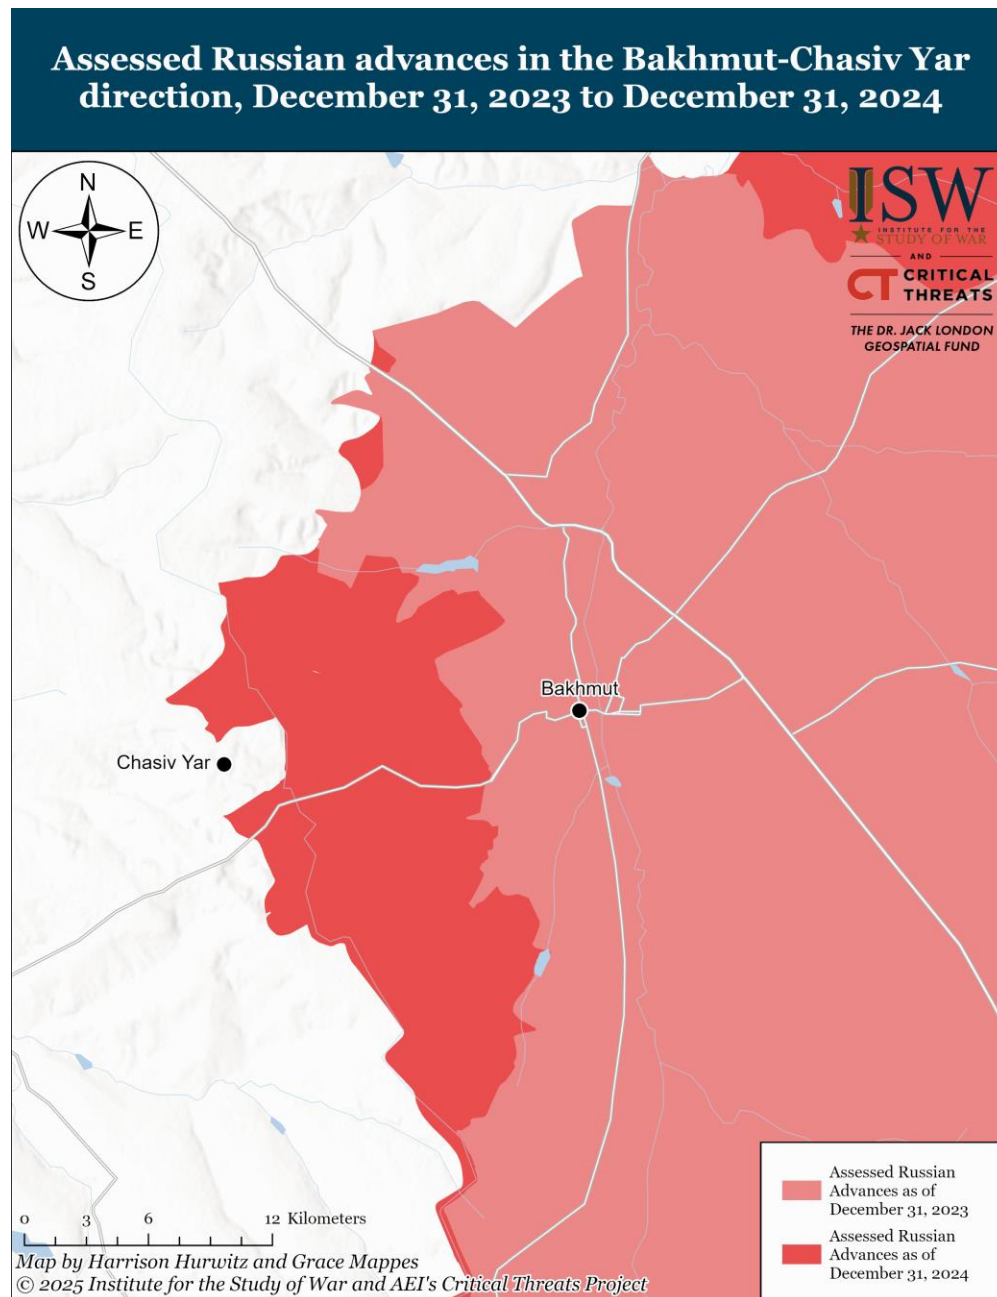 Assessed Russian advances in the Bakhmut-Chasiv Yar
direction, December 31, 2023 to December 31, 2024
N
W E
S
ISW
INSTITUTE FOR THE
STUDY OF WAR
AND
CT CRITICAL
THREATS
THE DR. JACK LONDON
GEOSPATIAL FUND
Bakhmut
Chasiv Yar
Assessed Russian
Advances as of
December 31, 2023
Assessed Russian
Advances as of
December 31, 2024
0 3 6 12 Kilometers
Map by Harrison Hurwitz and Grace Mappes
© 2025 Institute for the Study of War and AEI's Critical Threats Project